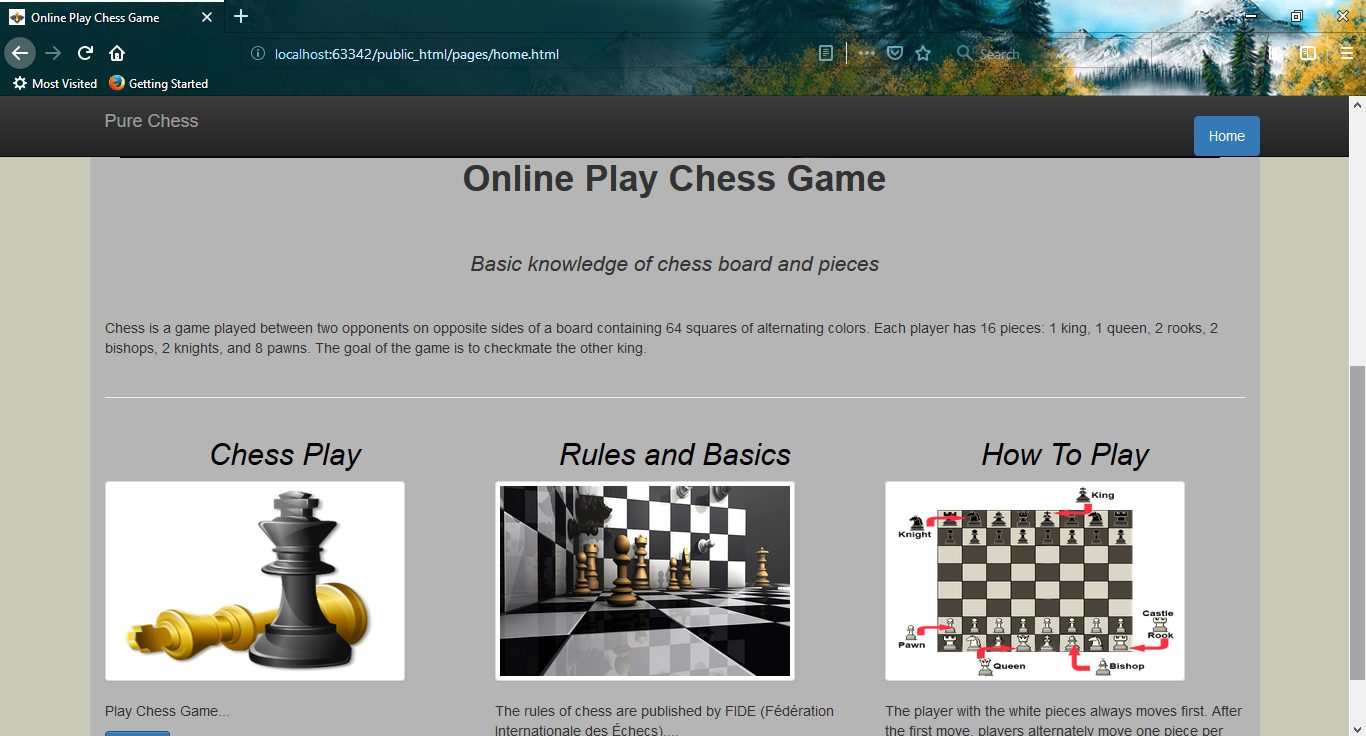 Online Play Chess Game
localhost:63342/public_html/pages/home.html
Search
Most Visited
Getting Started
Pure Chess
Home
Online Play Chess Game
Basic knowledge of chess board and pieces
Chess is a game played between two opponents on opposite sides of a board containing 64 squares of alternating colors. Each player has 16 pieces: 1 king, 1 queen, 2 rooks, 2
bishops, 2 knights, and 8 pawns. The goal of the game is to checkmate the other king.
Chess Play
Rules and Basics
How To Play
King
Knight
Castle
Rook
Pawn
Queen
Bishop
Play Chess Game...
The rules of chess are published by FIDE (Fédération
Internationale des Échecs)....
The player with the white pieces always moves first. After
the first move, players alternately move one piece per